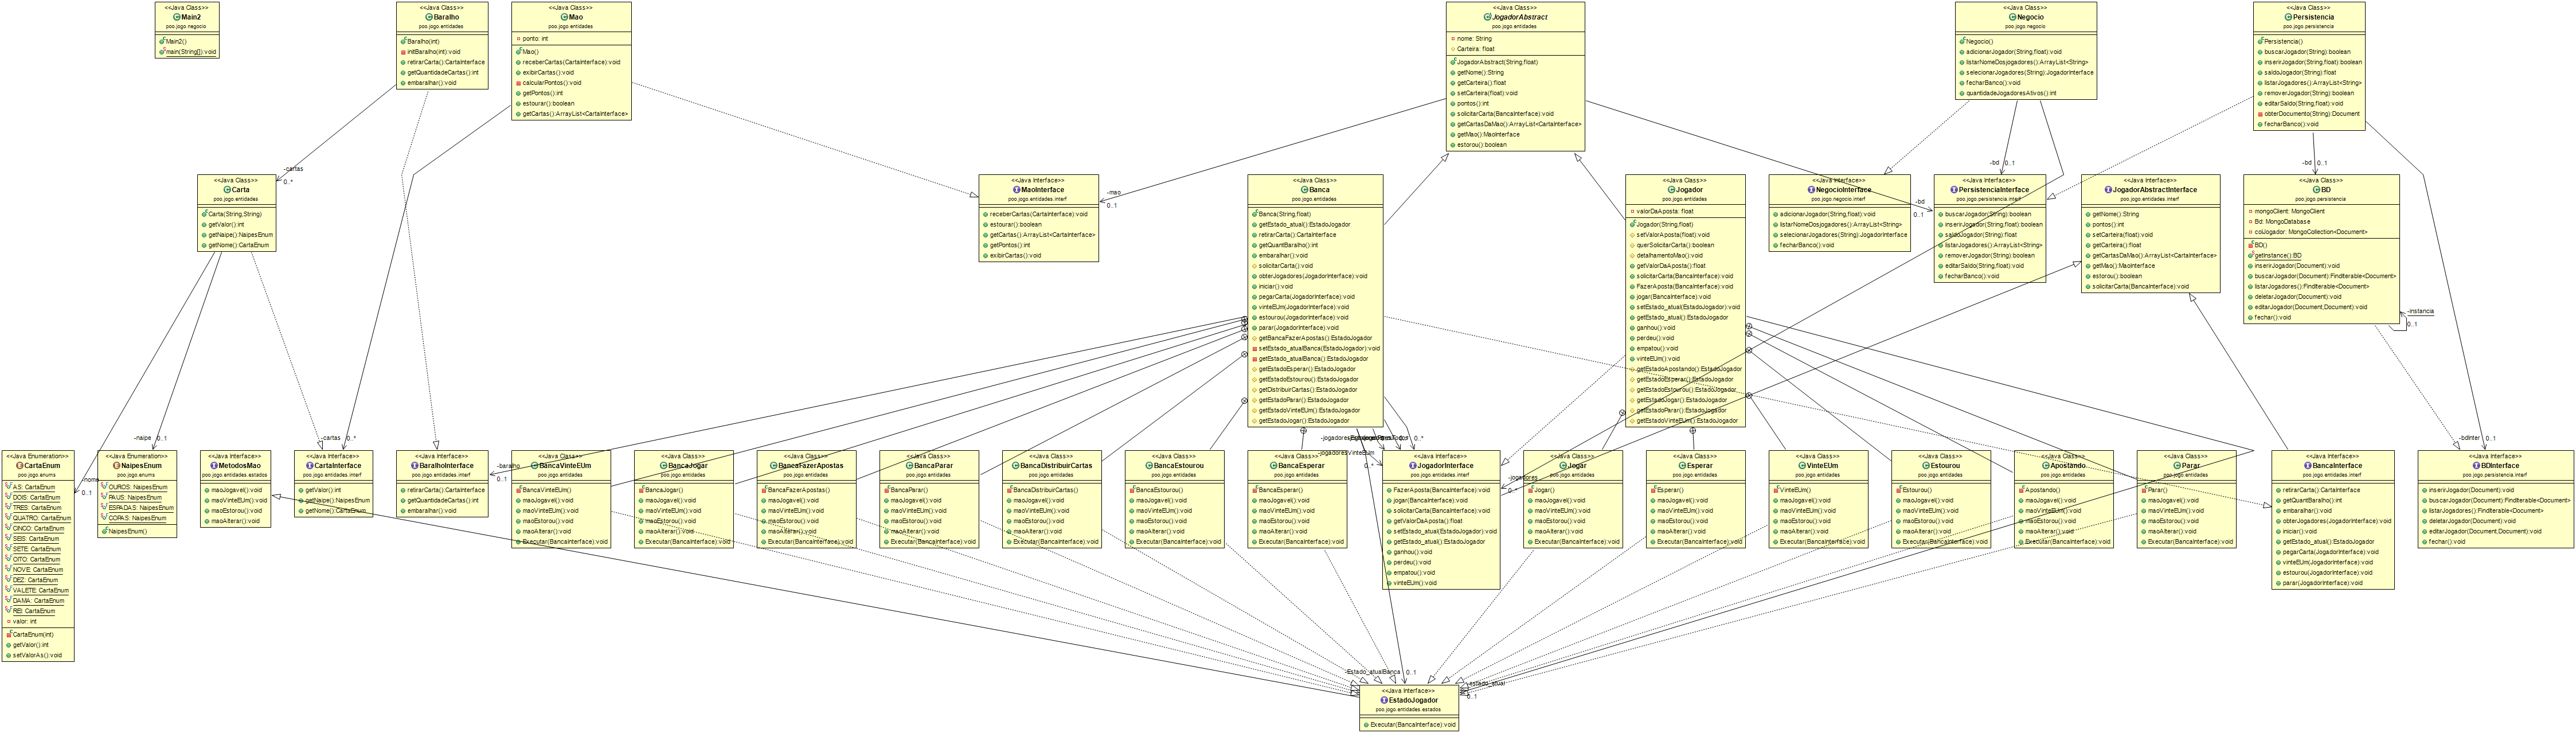 <<Java Class>>
Main2
poo.jogo.negocio
Main2()
main(String[]):void
<<Java Class>>
Baralho
poo.jogo.entidades
Baralho(int)
initBaralho(int):void
retirarCarta():CartaInterface
getQuantidadeCartas():int
embaralhar():void
<<Java Class>>
Mao
poo.jogo.entidades
ponto: int
Mao()
receberCartas(CartaInterface):void
exibirCartas():void
calcularPontos():void
getPontos():int
estourar():boolean
getCartas():ArrayList<CartaInterface>
<<Java Class>>
JogadorAbstract
poo.jogo.entidades
nome: String
Carteira: float
JogadorAbstract(String,float)
getNome():String
getCarteira():float
setCarteira(float):void
pontos():int
solicitarCarta(BancaInterface):void
getCartasDaMao():ArrayList<CartaInterface>
getMao():MaoInterface
estorou():boolean
<<Java Class>>
Negocio
poo.jogo.negocio
Negocio()
adicionarJogador(String,float):void
listarNomeDosjogadores():ArrayList<String>
selecionarJogadores(String):JogadorInterface
fecharBanco():void
quantidadeJogadoresAtivos():int
<<Java Class>>
Persistencia
poo.jogo.persistencia
Persistencia()
buscarJogador(String):boolean
inserirJogador(String,float):boolean
saldoJogador(String):float
listarJogadores():ArrayList<String>
removerJogador(String):boolean
editarSaldo(String,float):void
obterDocumento(String):Document
fecharBanco():void
-cartas
0..*
-mao
0..1
-bd
0..1
-bd
0..1
-bd
0..1
<<Java Class>>
Carta
poo.jogo.entidades
Carta(String,String)
getValor():int
getNaipe():NaipesEnum
getNome():CartaEnum
<<Java Interface>>
MaoInterface
poo.jogo.entidades.interf
receberCartas(CartaInterface):void
estourar():boolean
getCartas():ArrayList<CartaInterface>
getPontos():int
exibirCartas():void
<<Java Class>>
Banca
poo.jogo.entidades
Banca(String,float)
getEstado_atual():EstadoJogador
retirarCarta():CartaInterface
getQuantBaralho():int
embaralhar():void
solicitarCarta():void
obterJogadores(JogadorInterface):void
iniciar():void
pegarCarta(JogadorInterface):void
vinteEUm(JogadorInterface):void
estourou(JogadorInterface):void
parar(JogadorInterface):void
getBancaFazerApostas():EstadoJogador
setEstado_atualBanca(EstadoJogador):void
getEstado_atualBanca():EstadoJogador
getEstadoEsperar():EstadoJogador
getEstadoEstourou():EstadoJogador
getDistribuirCartas():EstadoJogador
getEstadoParar():EstadoJogador
getEstadoVinteEUm():EstadoJogador
getEstadoJogar():EstadoJogador
<<Java Class>>
Jogador
poo.jogo.entidades
valorDaAposta: float
Jogador(String,float)
setValorAposta(float):void
querSolicitarCarta():boolean
detalhamentoMao():void
getValorDaAposta():float
solicitarCarta(BancaInterface):void
FazerAposta(BancaInterface):void
jogar(BancaInterface):void
setEstado_atual(EstadoJogador):void
getEstado_atual():EstadoJogador
ganhou():void
perdeu():void
empatou():void
vinteEUm():void
getEstadoApostando():EstadoJogador
getEstadoEsperar():EstadoJogador
getEstadoEstourou():EstadoJogador
getEstadoJogar():EstadoJogador
getEstadoParar():EstadoJogador
getEstadoVinteEUm():EstadoJogador
<<Java Interface>>
NegocioInterface
poo.jogo.negocio.interf
adicionarJogador(String,float):void
listarNomeDosjogadores():ArrayList<String>
selecionarJogadores(String):JogadorInterface
fecharBanco():void
<<Java Interface>>
PersistenciaInterface
poo.jogo.persistencia.interf
buscarJogador(String):boolean
inserirJogador(String,float):boolean
saldoJogador(String):float
listarJogadores():ArrayList<String>
removerJogador(String):boolean
editarSaldo(String,float):void
fecharBanco():void
<<Java Interface>>
JogadorAbstractInterface
poo.jogo.entidades.interf
getNome():String
pontos():int
setCarteira(float):void
getCarteira():float
getCartasDaMao():ArrayList<CartaInterface>
getMao():MaoInterface
estorou():boolean
solicitarCarta(BancaInterface):void
<<Java Class>>
BD
poo.jogo.persistencia
mongoClient: MongoClient
Bd: MongoDatabase
colJogador: MongoCollection<Document>
BD()
getInstance():BD
inserirJogador(Document):void
buscarJogador(Document):FindIterable<Document>
listarJogadores():FindIterable<Document>
deletarJogador(Document):void
editarJogador(Document,Document):void
fechar():void
-instancia
0..1
-nome
0..1
-naipe
0..1
-cartas
0..*
-baralho
0..1
-jogadoresVinteEUm
0..*
0..*
-jogadores
0..*
-bdInter
0..1
<<Java Enumeration>>
CartaEnum
poo.jogo.enums
AS: CartaEnum
DOIS: CartaEnum
TRES: CartaEnum
QUATRO: CartaEnum
CINCO: CartaEnum
SEIS: CartaEnum
SETE: CartaEnum
OITO: CartaEnum
NOVE: CartaEnum
DEZ: CartaEnum
VALETE: CartaEnum
DAMA: CartaEnum
REI: CartaEnum
valor: int
CartaEnum(int)
getValor():int
setValorAs():void
<<Java Enumeration>>
NaipesEnum
poo.jogo.enums
OUROS: NaipesEnum
PAUS: NaipesEnum
ESPADAS: NaipesEnum
COPAS: NaipesEnum
NaipesEnum()
<<Java Interface>>
MetodosMao
poo.jogo.entidades.estados
maoJogavel():void
maoVinteEUm():void
maoEstorou():void
maoAlterar():void
<<Java Interface>>
CartaInterface
poo.jogo.entidades.interf
getValor():int
getNaipe():NaipesEnum
getNome():CartaEnum
<<Java Interface>>
BaralhoInterface
poo.jogo.entidades.interf
retirarCarta():CartaInterface
getQuantidadeCartas():int
embaralhar():void
<<Java Class>>
BancaVinteEUm
poo.jogo.entidades
BancaVinteEUm()
maoJogavel():void
maoVinteEUm():void
maoEstorou():void
maoAlterar():void
Executar(BancaInterface):void
<<Java Class>>
BancaJogar
poo.jogo.entidades
BancaJogar()
maoJogavel():void
maoVinteEUm():void
maoEstorou():void
maoAlterar():void
Executar(BancaInterface):void
<<Java Class>>
BancaFazerApostas
poo.jogo.entidades
BancaFazerApostas()
maoJogavel():void
maoVinteEUm():void
maoEstorou():void
maoAlterar():void
Executar(BancaInterface):void
<<Java Class>>
BancaParar
poo.jogo.entidades
BancaParar()
maoJogavel():void
maoVinteEUm():void
maoEstorou():void
maoAlterar():void
Executar(BancaInterface):void
<<Java Class>>
BancaDistribuirCartas
poo.jogo.entidades
BancaDistribuirCartas()
maoJogavel():void
maoVinteEUm():void
maoEstorou():void
maoAlterar():void
Executar(BancaInterface):void
<<Java Class>>
BancaEstourou
poo.jogo.entidades
BancaEstourou()
maoJogavel():void
maoVinteEUm():void
maoEstorou():void
maoAlterar():void
Executar(BancaInterface):void
<<Java Class>>
BancaEsperar
poo.jogo.entidades
BancaEsperar()
maoJogavel():void
maoVinteEUm():void
maoEstorou():void
maoAlterar():void
Executar(BancaInterface):void
<<Java Interface>>
JogadorInterface
poo.jogo.entidades.interf
FazerAposta(BancaInterface):void
jogar(BancaInterface):void
solicitarCarta(BancaInterface):void
getValorDaAposta():float
setEstado_atual(EstadoJogador):void
getEstado_atual():EstadoJogador
ganhou():void
perdeu():void
empatou():void
vinteEUm():void
<<Java Class>>
Jogar
poo.jogo.entidades
Jogar()
maoJogavel():void
maoVinteEUm():void
maoEstorou():void
maoAlterar():void
Executar(BancaInterface):void
<<Java Class>>
Esperar
poo.jogo.entidades
Esperar()
maoJogavel():void
maoVinteEUm():void
maoEstorou():void
maoAlterar():void
Executar(BancaInterface):void
<<Java Class>>
VinteEUm
poo.jogo.entidades
VinteEUm()
maoJogavel():void
maoVinteEUm():void
maoEstorou():void
maoAlterar():void
Executar(BancaInterface):void
<<Java Class>>
Estourou
poo.jogo.entidades
Estourou()
maoJogavel():void
maoVinteEUm():void
maoEstorou():void
maoAlterar():void
Executar(BancaInterface):void
<<Java Class>>
Apostando
poo.jogo.entidades
Apostando()
maoJogavel():void
maoVinteEUm():void
maoEstorou():void
maoAlterar():void
Executar(BancaInterface):void
<<Java Class>>
Parar
poo.jogo.entidades
Parar()
maoJogavel():void
maoVinteEUm():void
maoEstorou():void
maoAlterar():void
Executar(BancaInterface):void
<<Java Interface>>
BancaInterface
poo.jogo.entidades.interf
retirarCarta():CartaInterface
getQuantBaralho():int
embaralhar():void
obterJogadores(JogadorInterface):void
iniciar():void
getEstado_atual():EstadoJogador
pegarCarta(JogadorInterface):void
vinteEUm(JogadorInterface):void
estourou(JogadorInterface):void
parar(JogadorInterface):void
<<Java Interface>>
BDInterface
poo.jogo.persistencia.interf
inserirJogador(Document):void
buscarJogador(Document):FindIterable<Document>
listarJogadores():FindIterable<Document>
deletarJogador(Document):void
editarJogador(Document,Document):void
fechar():void
-Estado_atualBanca
0..1
-estado_atual
0..1
<<Java Interface>>
EstadoJogador
poo.jogo.entidades.estados
Executar(BancaInterface):void